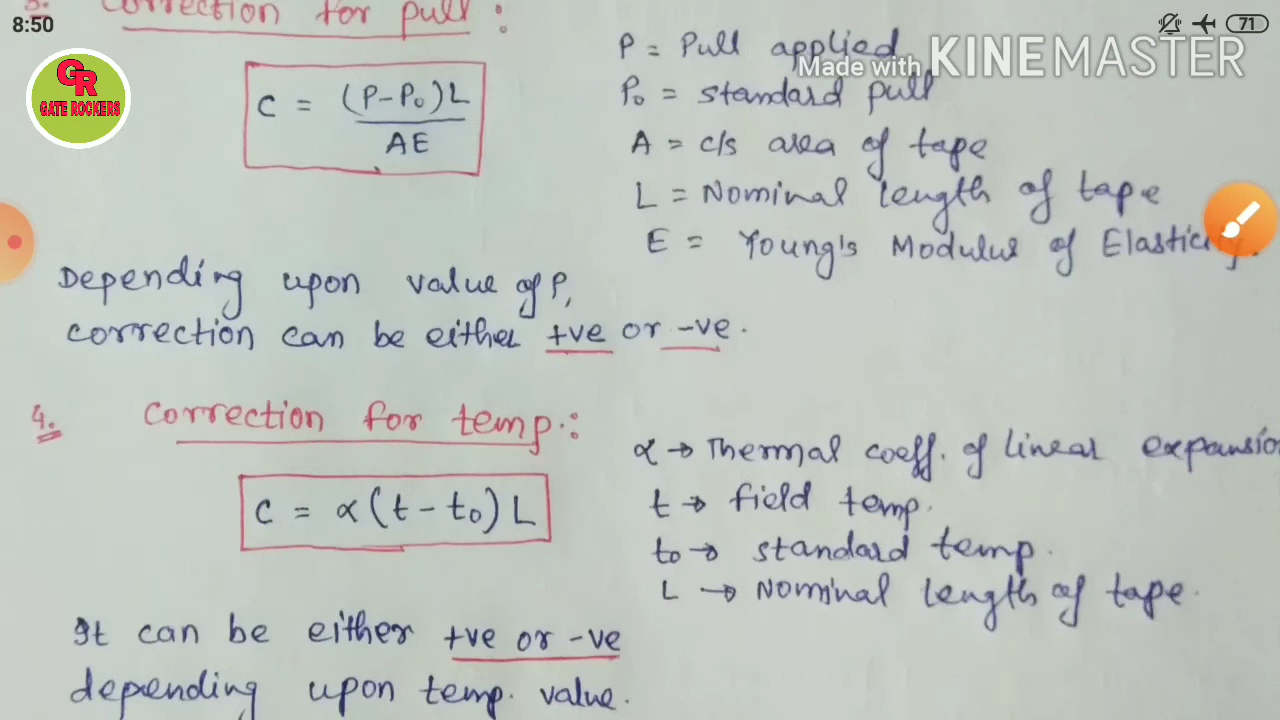 8:50
71
3. Correction for pull :
Made with KINEMASTER
GR
GATE ROCKERS
C = (P-P₀)L / AE
P = Pull applied
P₀ = standard pull
A = c/s area of tape
L = Nominal length of tape
E = Young's Modulus of Elasticity.
Depending upon value of P,
correction can be either +ve or -ve.
4. Correction for temp.:
C = α(t - t₀) L
α → Thermal coeff. of linear expansio
t → field temp.
t₀ → standard temp.
L → Nominal length of tape.
It can be either +ve or -ve
depending upon temp. value.